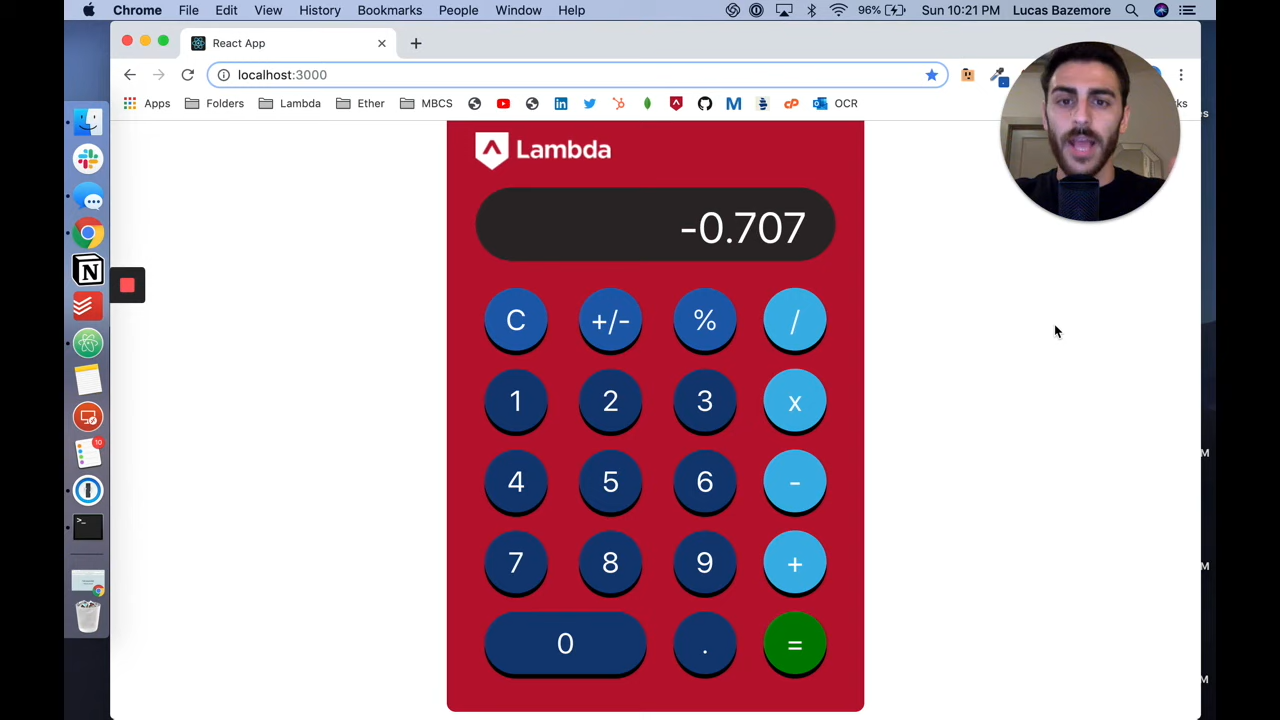 Chrome File Edit View History Bookmarks People Window Help 96% Sun 10:21 PM Lucas Bazemore
React App
localhost:3000
Apps Folders Lambda Ether MBCS OCR
Lambda
-0.707
C +/- % /
1 2 3 x
4 5 6 -
7 8 9 +
0 . =